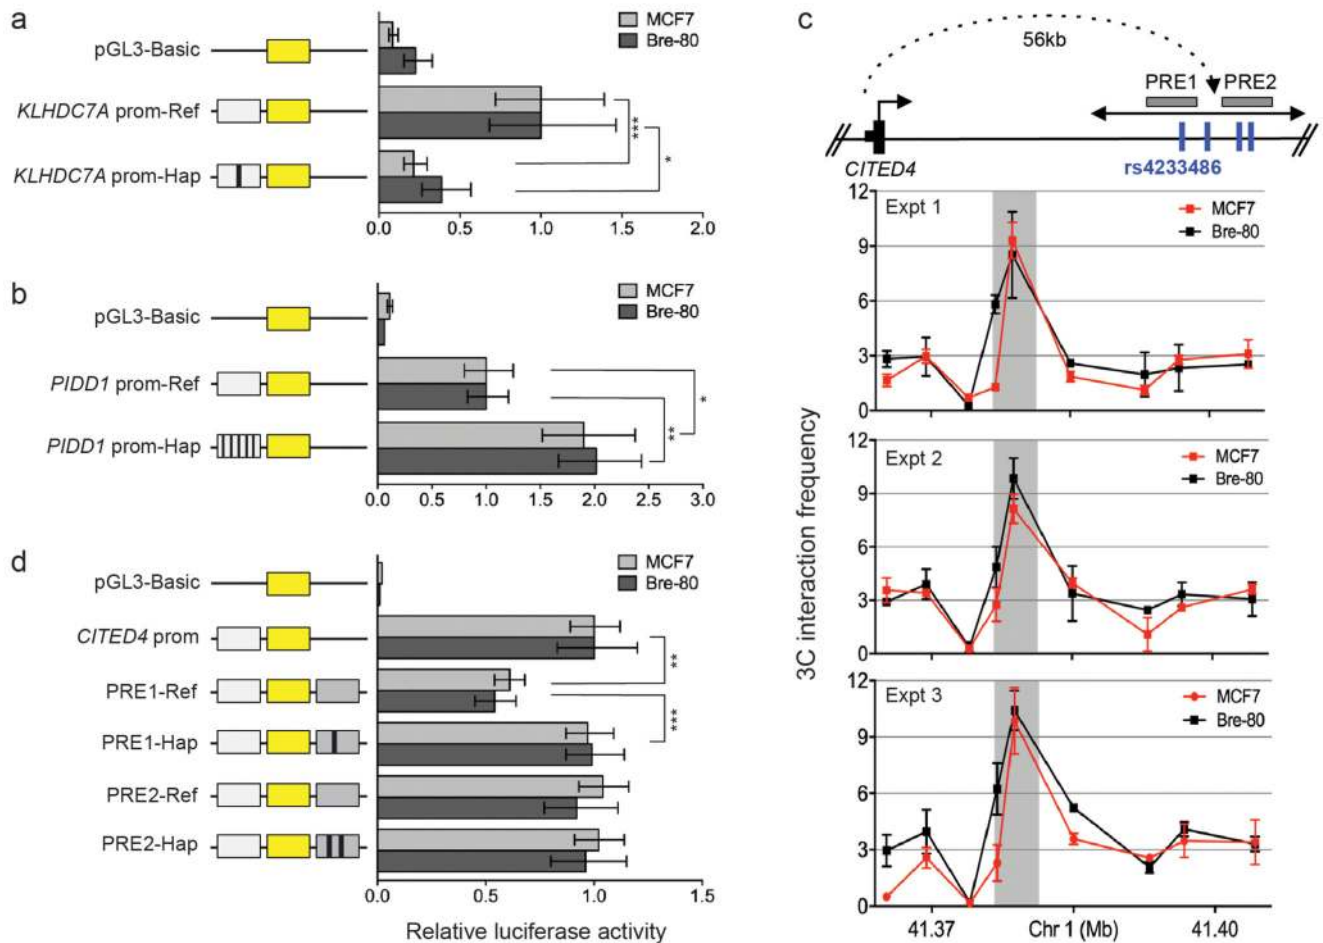 a
MCF7
Bre-80
pGL3-Basic
KLHDC7A prom-Ref
KLHDC7A prom-Hap
***
*
0.0 0.5 1.0 1.5 2.0
b
MCF7
Bre-80
pGL3-Basic
PIDD1 prom-Ref
PIDD1 prom-Hap
**
*
0.0 0.5 1.0 1.5 2.0 2.5 3.0
d
MCF7
Bre-80
pGL3-Basic
CITED4 prom
PRE1-Ref
PRE1-Hap
PRE2-Ref
PRE2-Hap
**
***
0.0 0.5 1.0 1.5
Relative luciferase activity
c
56kb
PRE1 PRE2
CITED4
rs4233486
3C interaction frequency
Expt 1
MCF7
Bre-80
12
9
6
3
0
Expt 2
MCF7
Bre-80
12
9
6
3
0
Expt 3
MCF7
Bre-80
12
9
6
3
0
41.37 Chr 1 (Mb) 41.40